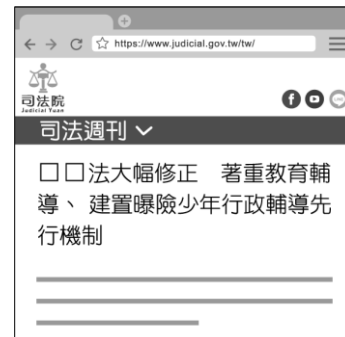 https://www.judicial.gov.tw/tw/
司法院
Judicial Yuan
司法週刊
□□法大幅修正 著重教育輔
導、 建置曝險少年行政輔導先
行機制